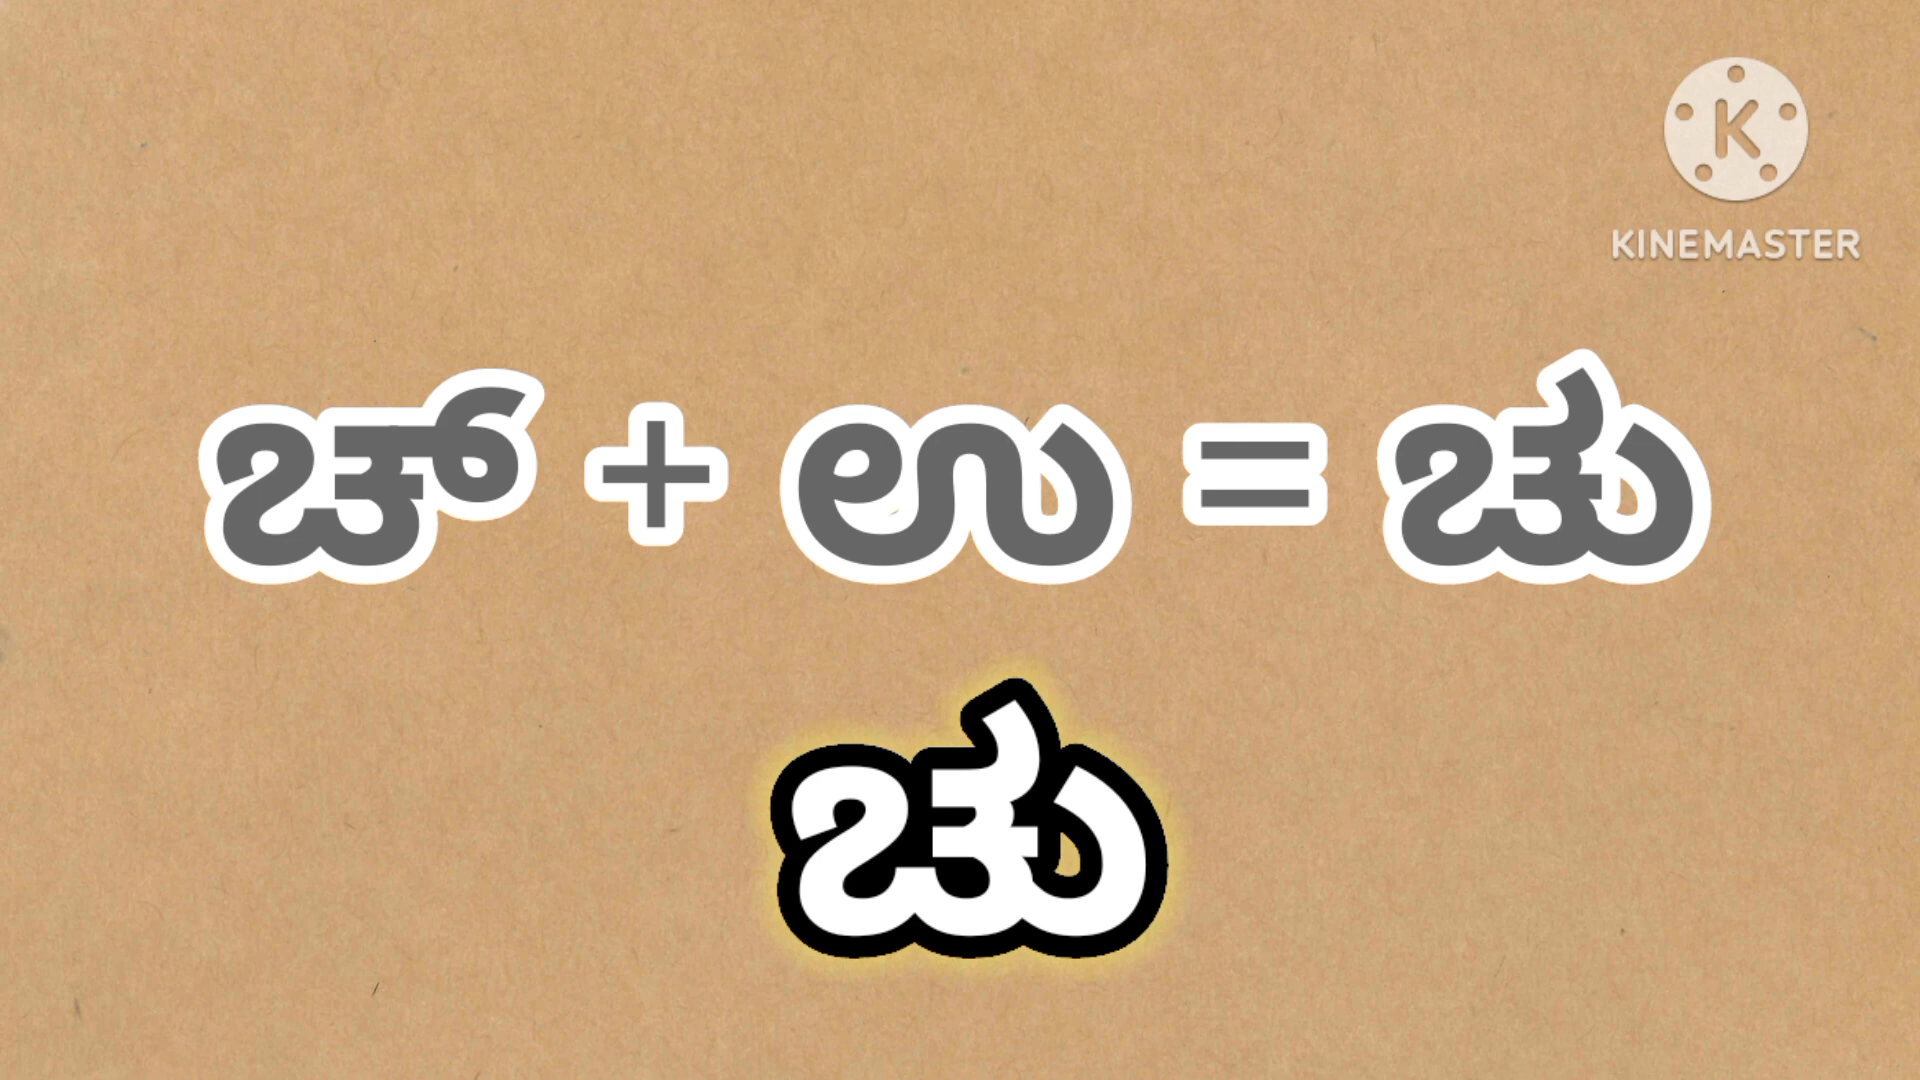 KINEMASTER
ಚ್ + ಉ = ಚು
ಚು